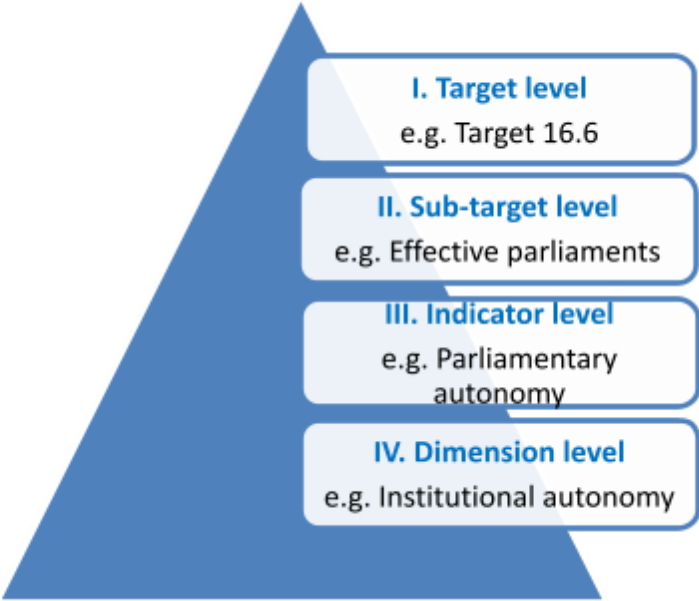 I. Target level
e.g. Target 16.6
II. Sub-target level
e.g. Effective parliaments
III. Indicator level
e.g. Parliamentary
autonomy
IV. Dimension level
e.g. Institutional autonomy